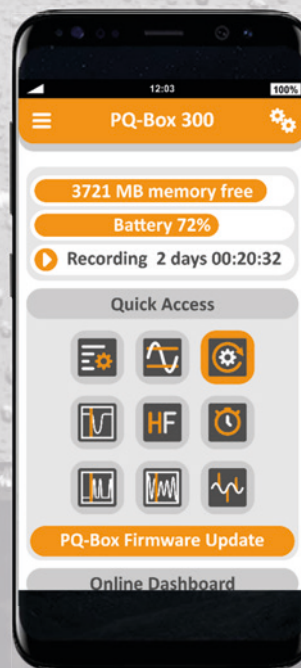 12:03
100%
PQ-Box 300
3721 MB memory free
Battery 72%
Recording 2 days 00:20:32
Quick Access
HF
PQ-Box Firmware Update
Online Dashboard